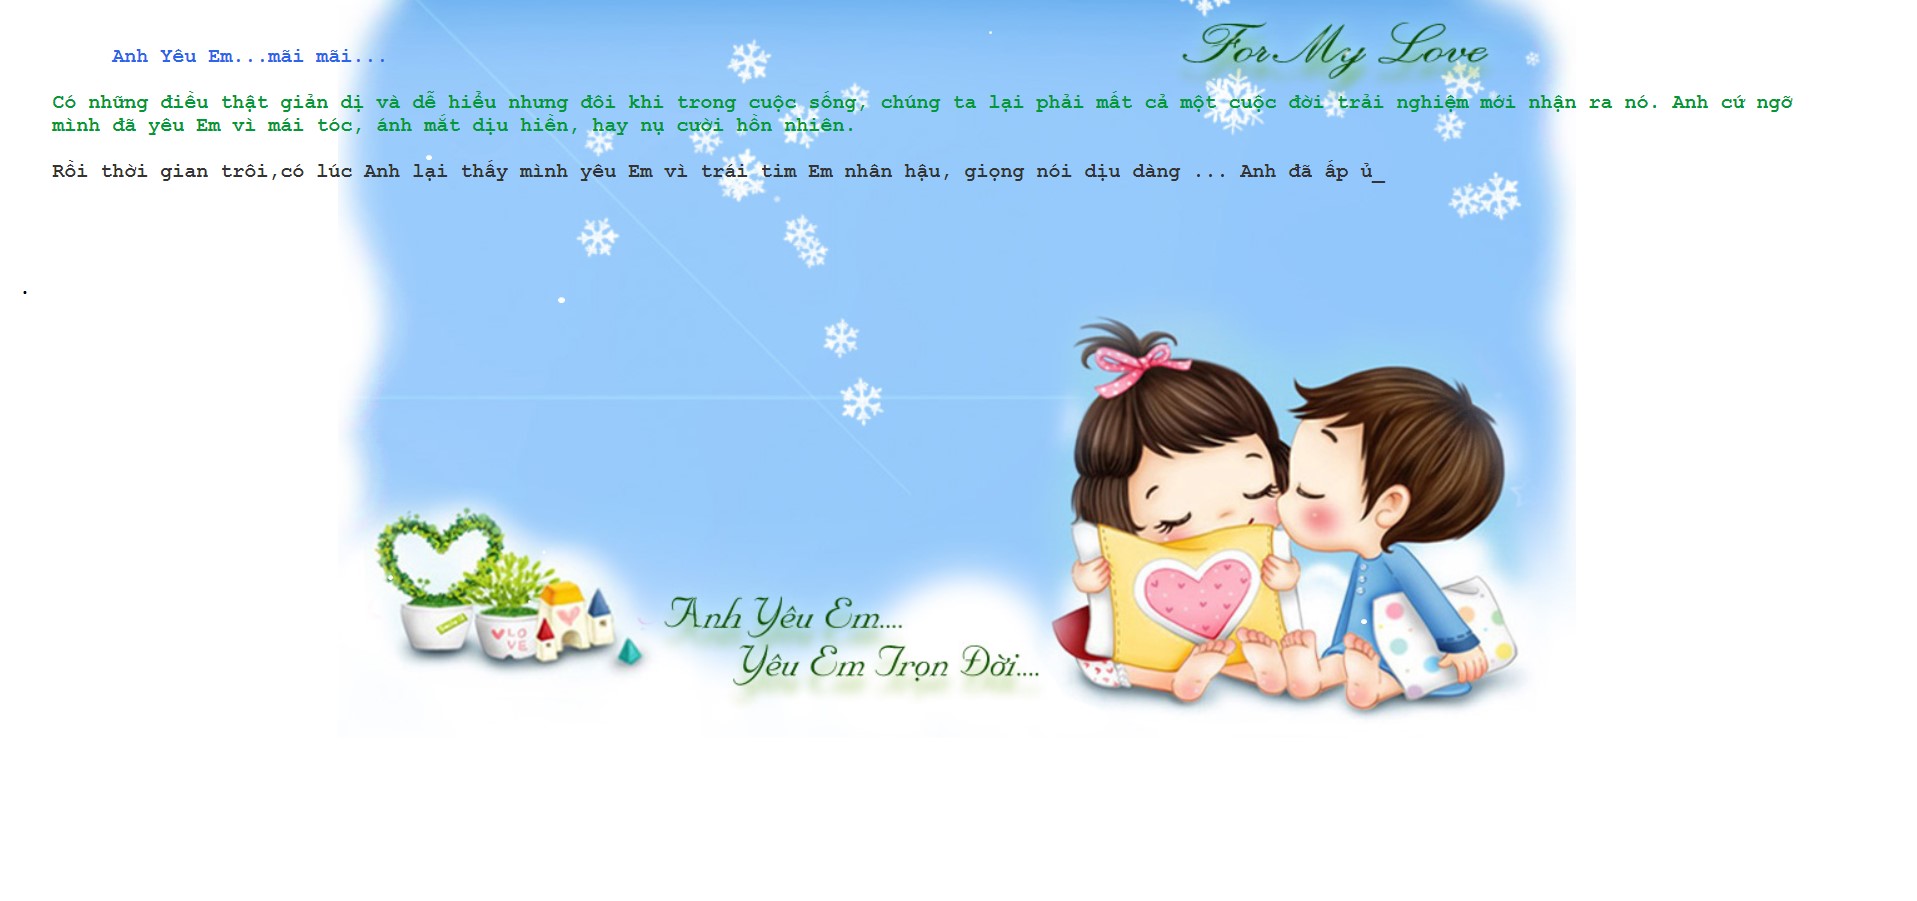 For My Love
Anh Yêu Em...mãi mãi...
Có những điều thật giản dị và dễ hiểu nhưng đôi khi trong cuộc sống, chúng ta lại phải mất cả một cuộc đời trải nghiệm mới nhận ra nó. Anh cứ ngỡ
mình đã yêu Em vì mái tóc, ánh mắt dịu hiền, hay nụ cười hồn nhiên.
Rồi thời gian trôi,có lúc Anh lại thấy mình yêu Em vì trái tim Em nhân hậu, giọng nói dịu dàng ... Anh đã ấp ủ_
.
Anh Yêu Em....
Yêu Em Trọn Đời....
LO
VE